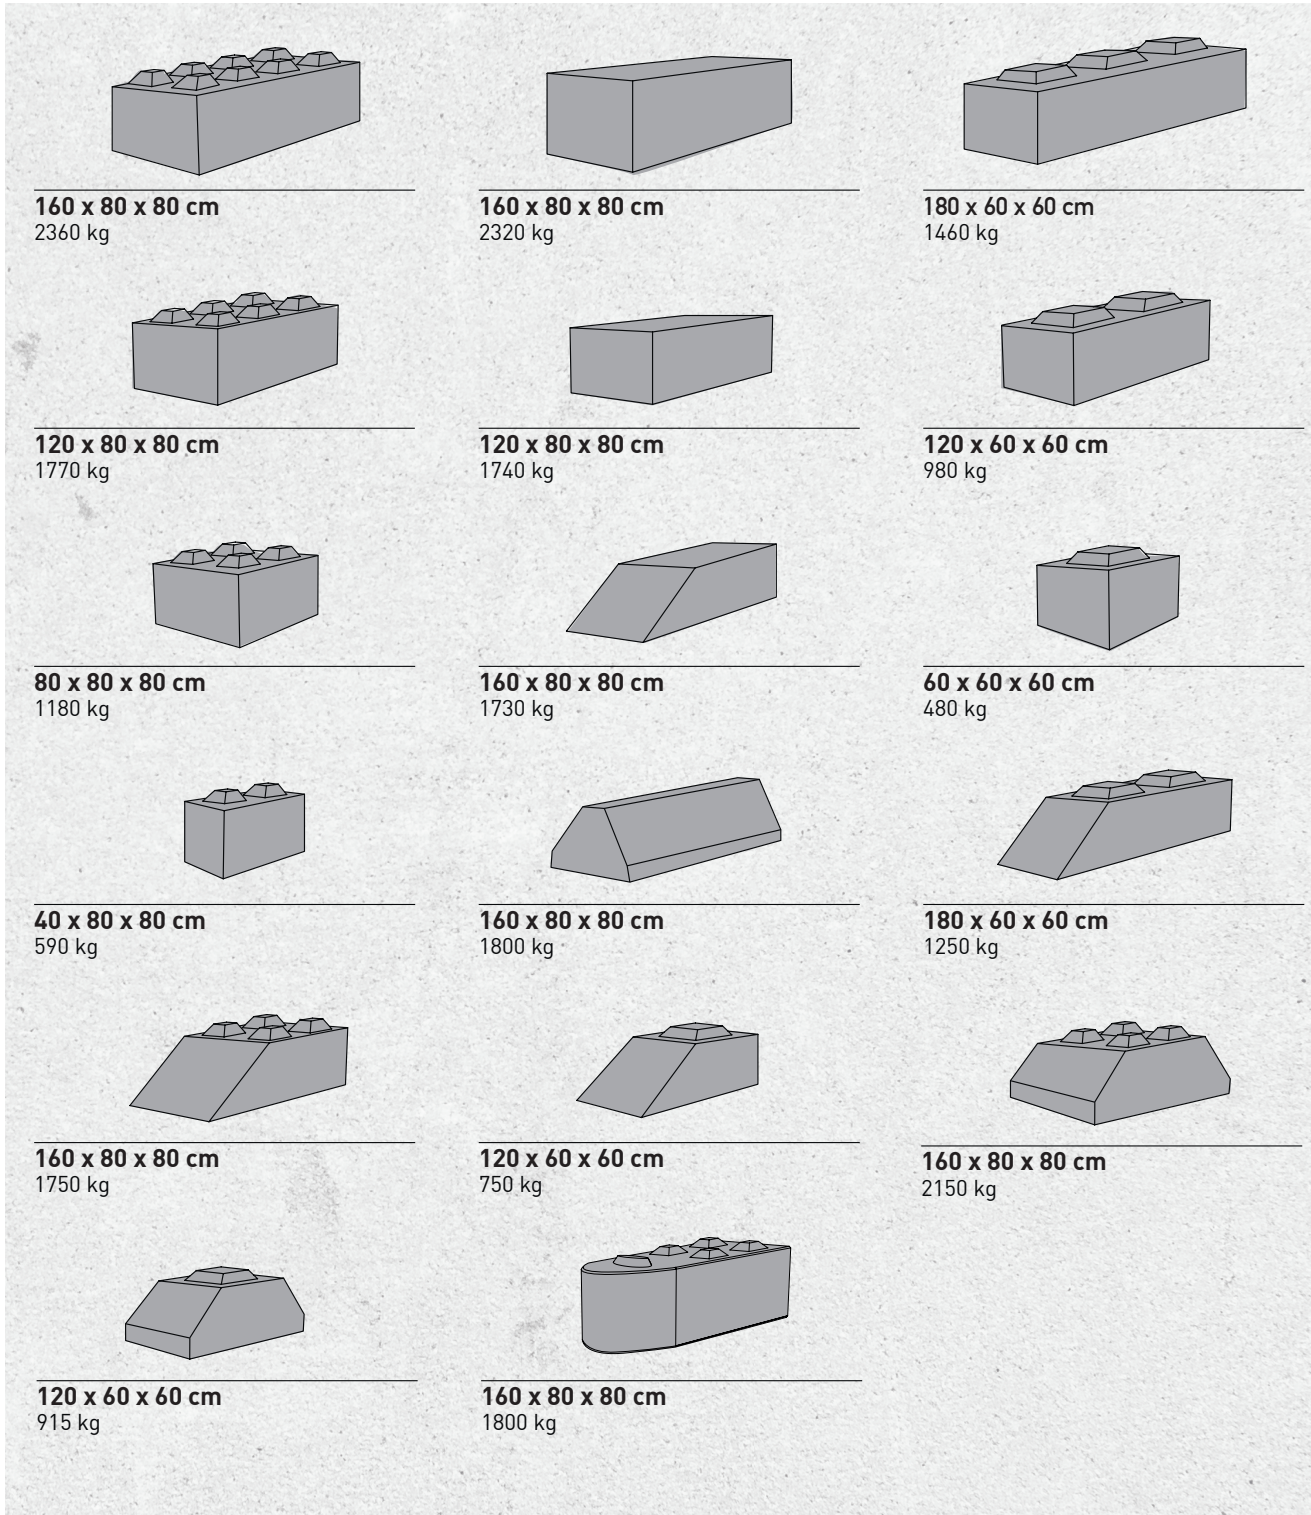 160 x 80 x 80 cm
2360 kg
160 x 80 x 80 cm
2320 kg
180 x 60 x 60 cm
1460 kg
120 x 80 x 80 cm
1770 kg
120 x 80 x 80 cm
1740 kg
120 x 60 x 60 cm
980 kg
80 x 80 x 80 cm
1180 kg
160 x 80 x 80 cm
1730 kg
60 x 60 x 60 cm
480 kg
40 x 80 x 80 cm
590 kg
160 x 80 x 80 cm
1800 kg
180 x 60 x 60 cm
1250 kg
160 x 80 x 80 cm
1750 kg
120 x 60 x 60 cm
750 kg
160 x 80 x 80 cm
2150 kg
120 x 60 x 60 cm
915 kg
160 x 80 x 80 cm
1800 kg